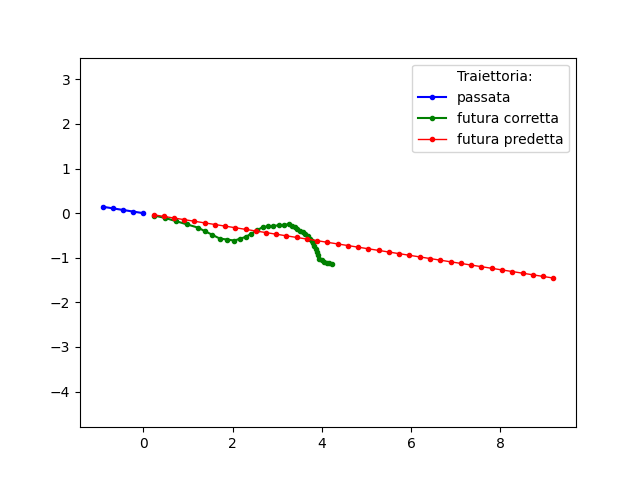 Traiettoria:
passata
futura corretta
futura predetta
3
2
1
0
−1
−2
−3
−4
0 2 4 6 8